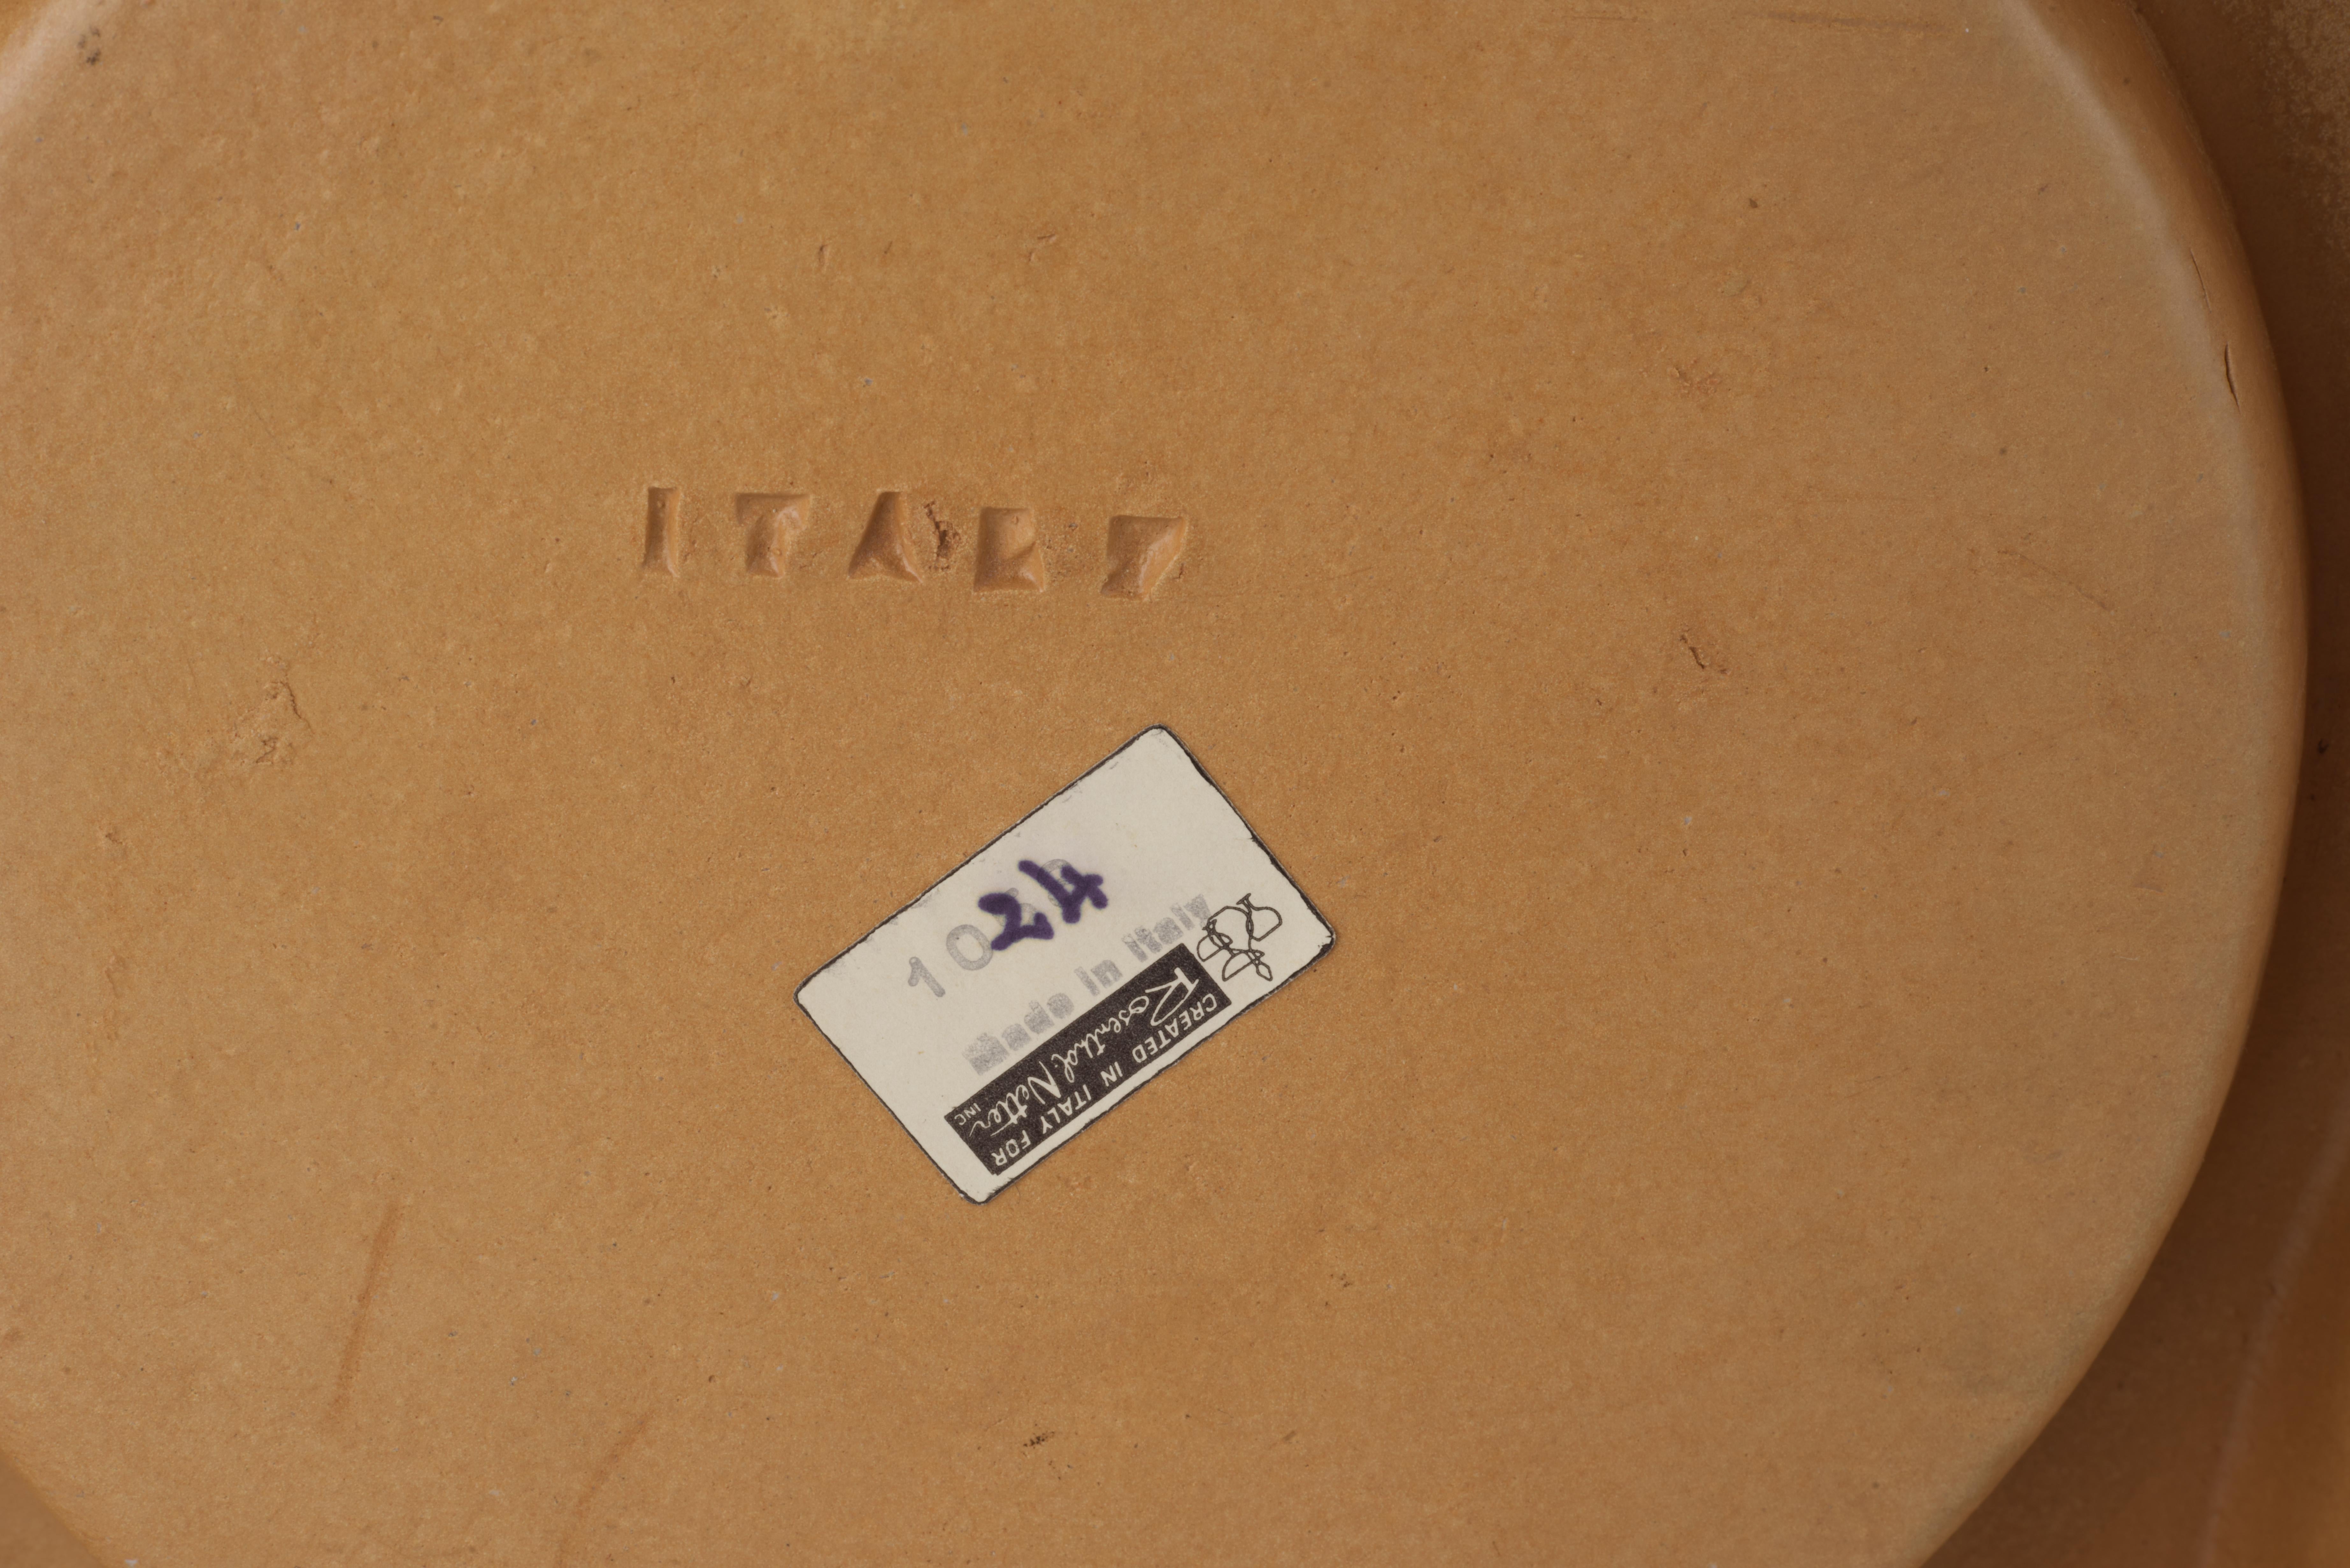 ITALY
1024
Made in Italy
CREATED IN ITALY FOR
Rosenthal Netter
INC